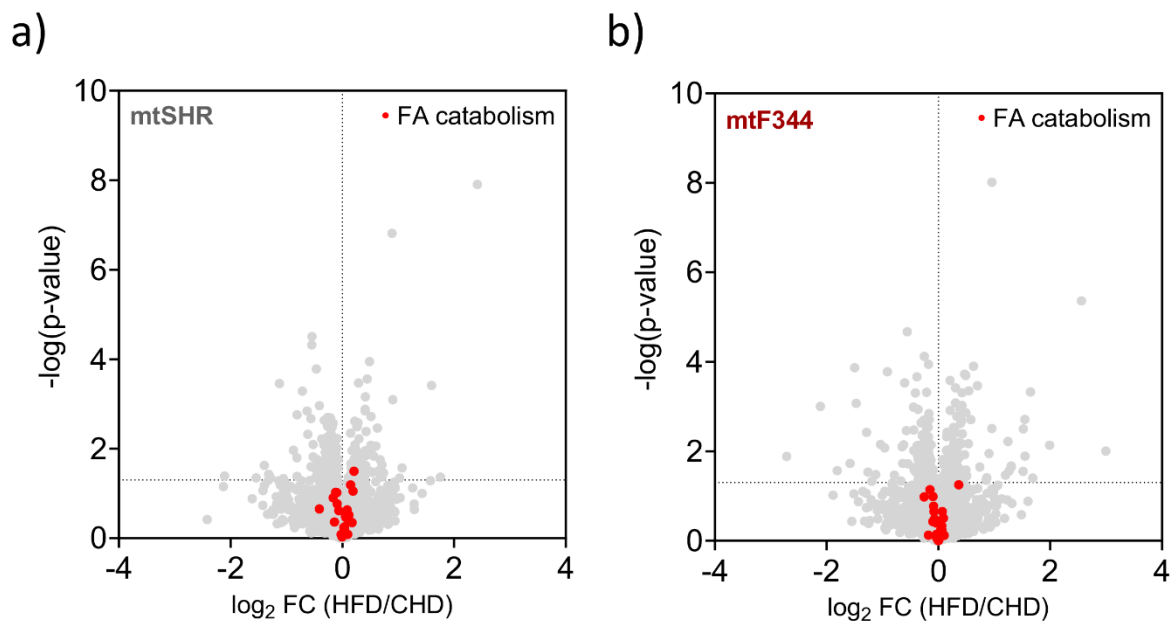 a)
b)
mtSHR
FA catabolism
10
8
6
4
2
0
-log(p-value)
-4
-2
0
2
4
log₂ FC (HFD/CHD)
mtF344
FA catabolism
10
8
6
4
2
0
-log(p-value)
-4
-2
0
2
4
log₂ FC (HFD/CHD)